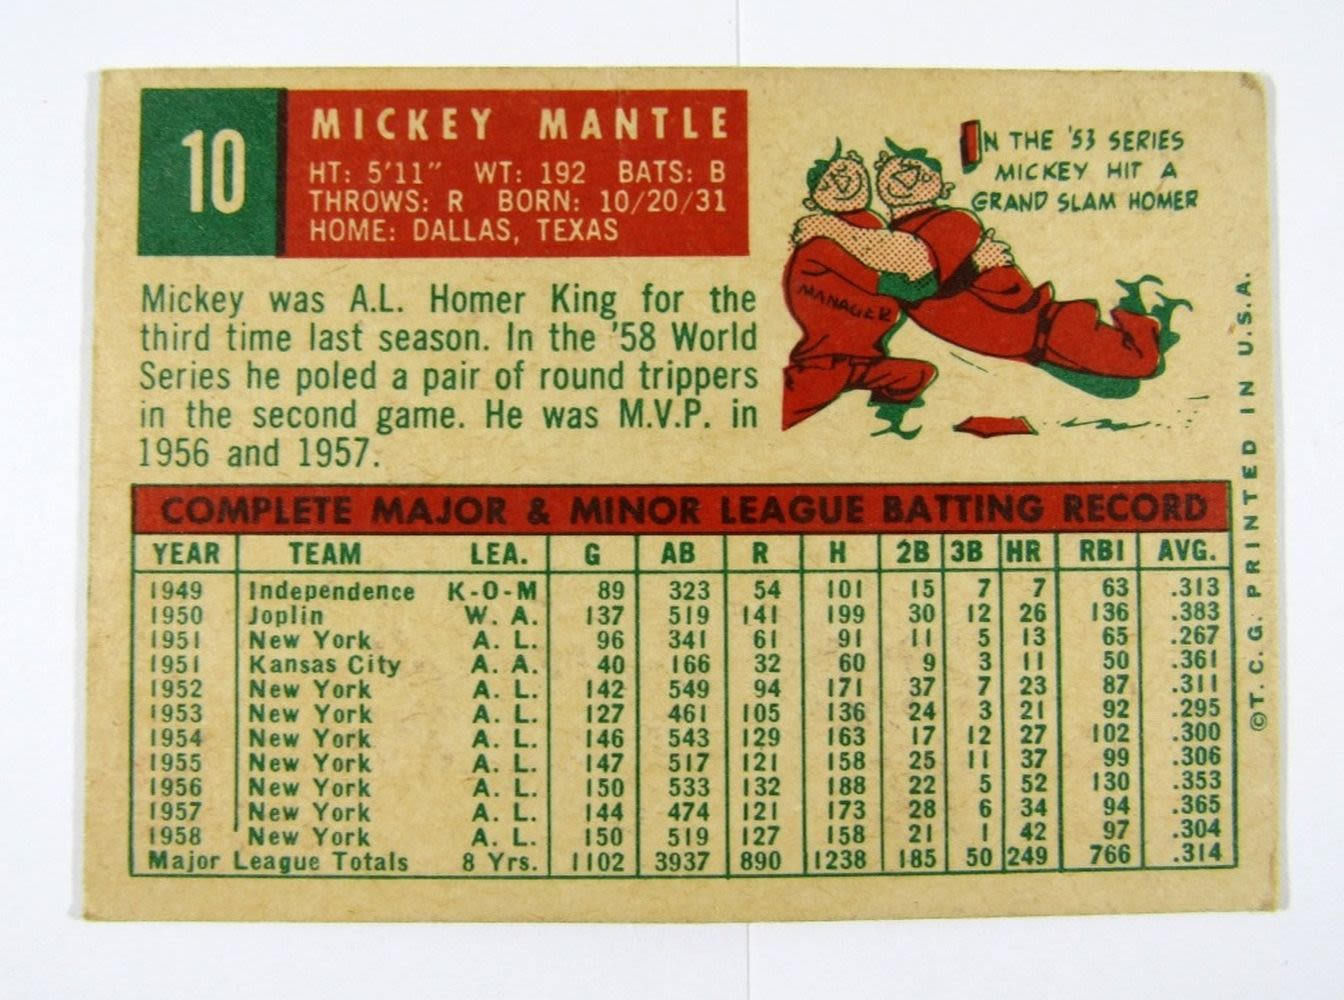 10
MICKEY MANTLE
HT: 5'11" WT: 192 BATS: B
THROWS: R BORN: 10/20/31
HOME: DALLAS, TEXAS
IN THE '53 SERIES
MICKEY HIT A
GRAND SLAM HOMER
MANAGER
Mickey was A.L. Homer King for the
third time last season. In the '58 World
Series he poled a pair of round trippers
in the second game. He was M.V.P. in
1956 and 1957.
COMPLETE MAJOR & MINOR LEAGUE BATTING RECORD
YEAR TEAM LEA. G AB R H 2B 3B HR RBI AVG.
1949 Independence K-O-M 89 323 54 101 15 7 7 63 .313
1950 Joplin W. A. 137 519 141 199 30 12 26 136 .383
1951 New York A. L. 96 341 61 91 11 5 13 65 .267
1951 Kansas City A. A. 40 166 32 60 9 3 11 50 .361
1952 New York A. L. 142 549 94 171 37 7 23 87 .311
1953 New York A. L. 127 461 105 136 24 3 21 92 .295
1954 New York A. L. 146 543 129 163 17 12 27 102 .300
1955 New York A. L. 147 517 121 158 25 11 37 99 .306
1956 New York A. L. 150 533 132 188 22 5 52 130 .353
1957 New York A. L. 144 474 121 173 28 6 34 94 .365
1958 New York A. L. 150 519 127 158 21 1 42 97 .304
Major League Totals 8 Yrs. 1102 3937 890 1238 185 50 249 766 .314
©T. C. G. PRINTED IN U.S.A.